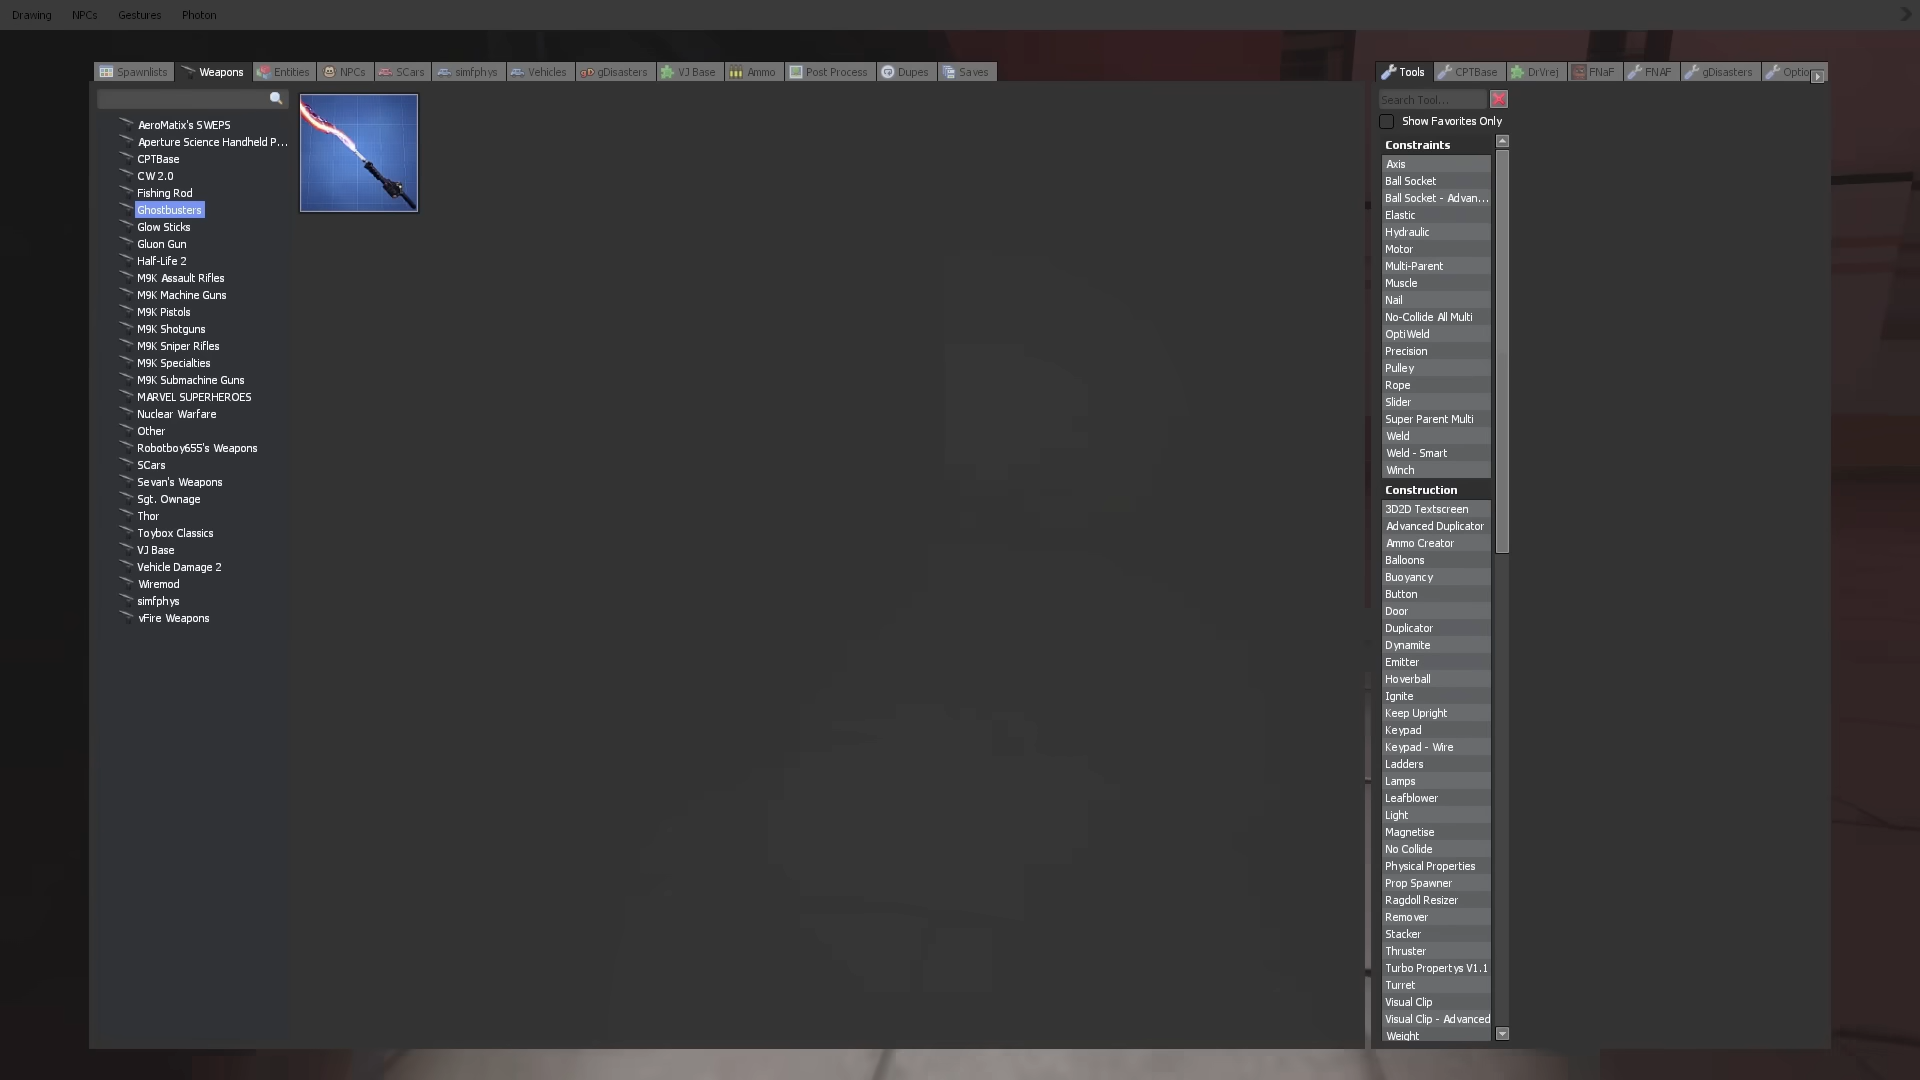 Drawing NPCs Gestures Photon
Spawnlists Weapons Entities NPCs SCars simfphys Vehicles gD gDisasters VJ Base Ammo Post Process Dupes Saves
Tools CPTBase DrVrej FNaF FNAF gDisasters Optio
AeroMatix's SWEPS
Aperture Science Handheld P...
CPTBase
CW 2.0
Fishing Rod
Ghostbusters
Glow Sticks
Gluon Gun
Half-Life 2
M9K Assault Rifles
M9K Machine Guns
M9K Pistols
M9K Shotguns
M9K Sniper Rifles
M9K Specialties
M9K Submachine Guns
MARVEL SUPERHEROES
Nuclear Warfare
Other
Robotboy655's Weapons
SCars
Sevan's Weapons
Sgt. Ownage
Thor
Toybox Classics
VJ Base
Vehicle Damage 2
Wiremod
simfphys
vFire Weapons
Search Tool...
Show Favorites Only
Constraints
Axis
Ball Socket
Ball Socket - Advan...
Elastic
Hydraulic
Motor
Multi-Parent
Muscle
Nail
No-Collide All Multi
OptiWeld
Precision
Pulley
Rope
Slider
Super Parent Multi
Weld
Weld - Smart
Winch
Construction
3D2D Textscreen
Advanced Duplicator
Ammo Creator
Balloons
Buoyancy
Button
Door
Duplicator
Dynamite
Emitter
Hoverball
Ignite
Keep Upright
Keypad
Keypad - Wire
Ladders
Lamps
Leafblower
Light
Magnetise
No Collide
Physical Properties
Prop Spawner
Ragdoll Resizer
Remover
Stacker
Thruster
Turbo Propertys V1.1
Turret
Visual Clip
Visual Clip - Advanced
Weight